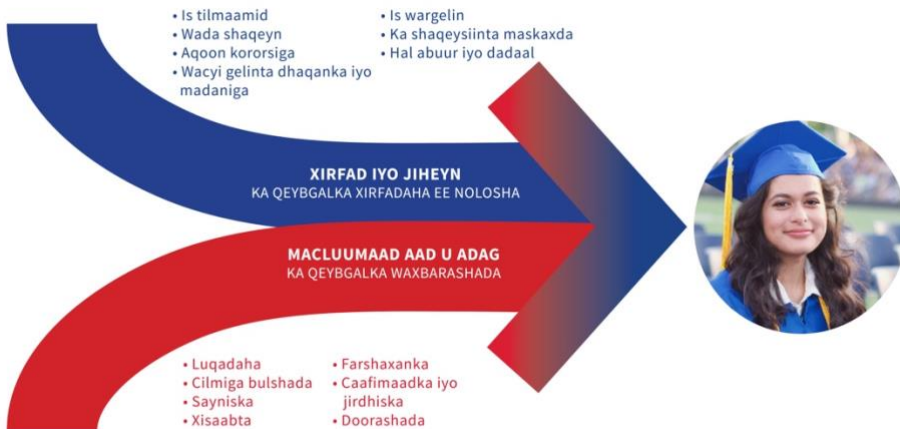 • Is tilmaamid
• Wada shaqeyn
• Aqoon kororsiga
• Wacyi gelinta dhaqanka iyo
madaniga
• Is wargelin
• Ka shaqeysiinta maskaxda
• Hal abuur iyo dadaal
XIRFAD IYO JIHEYN
KA QEYBGALKA XIRFADAHA EE NOLOSHA
MACLUUMAAD AAD U ADAG
KA QEYBGALKA WAXBARASHADA
• Luqadaha
• Cilmiga bulshada
• Sayniska
• Xisaabta
• Farshaxanka
• Caafimaadka iyo
jirdhiska
• Doorashada